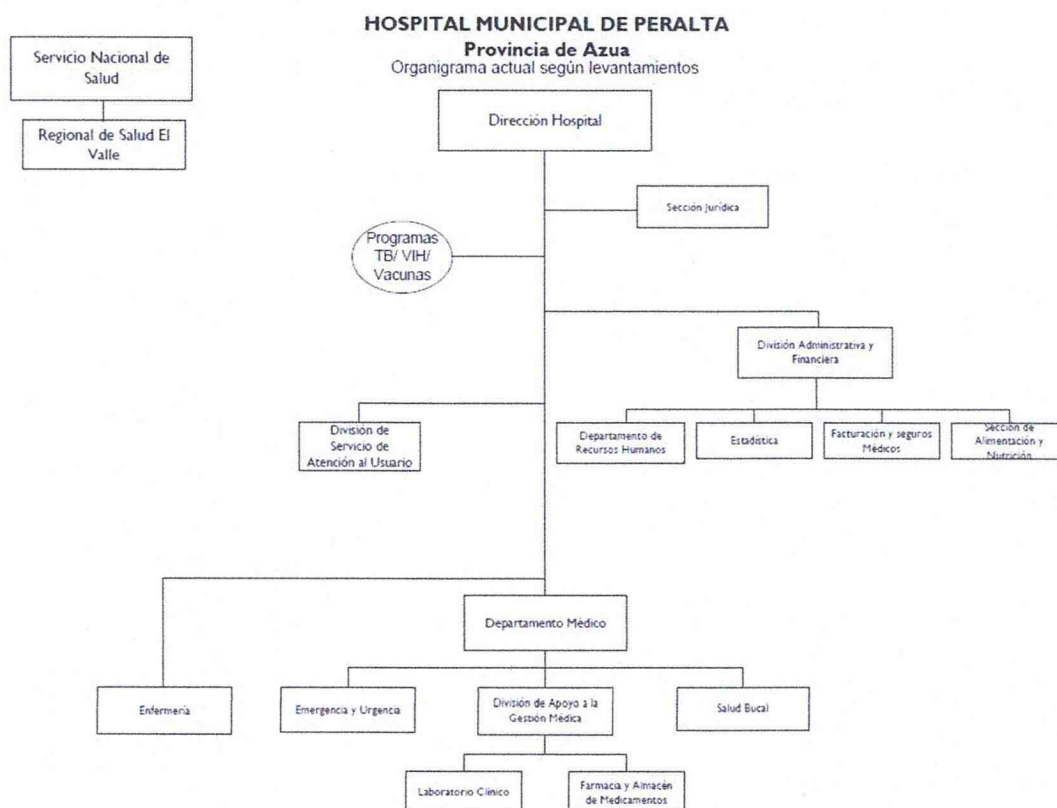 HOSPITAL MUNICIPAL DE PERALTA
Provincia de Azua
Organigrama actual según levantamientos
Servicio Nacional de
Salud
Regional de Salud El
Valle
Dirección Hospital
Sección Jurídica
Programas
TB/ VIH/
Vacunas
División Administrativa y
Financiera
División de
Servicio de
Atención al Usuario
Departamento de
Recursos Humanos
Estadística
Facturación y seguros
Médicos
Sección de
Alimentación y
Nutrición
Departamento Médico
Enfermería
Emergencia y Urgencia
División de Apoyo a la
Gestión Médica
Salud Bucal
Laboratorio Clínico
Farmacia y Almacén
de Medicamentos